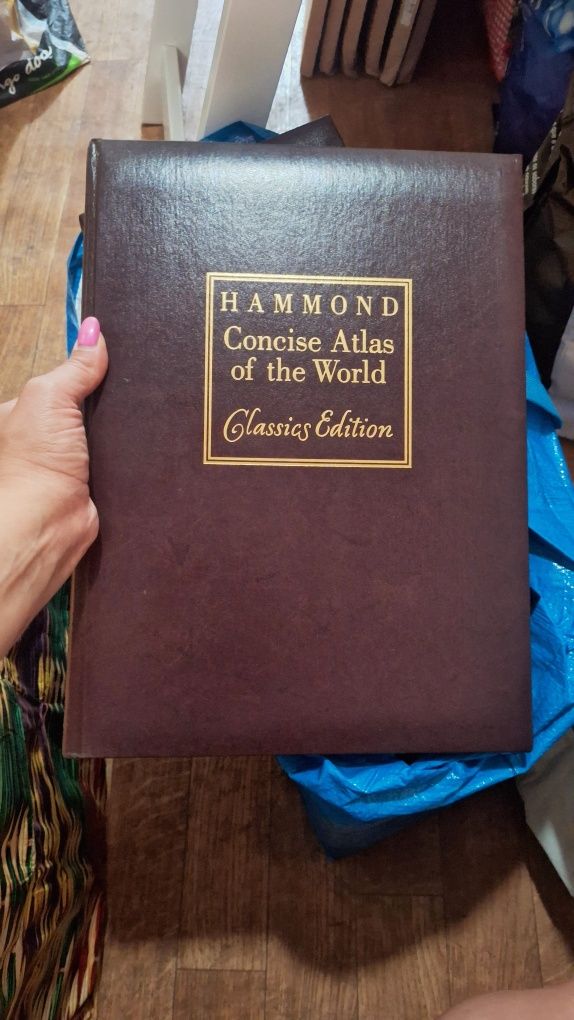 HAMMOND
Concise Atlas
of the World
Classics Edition